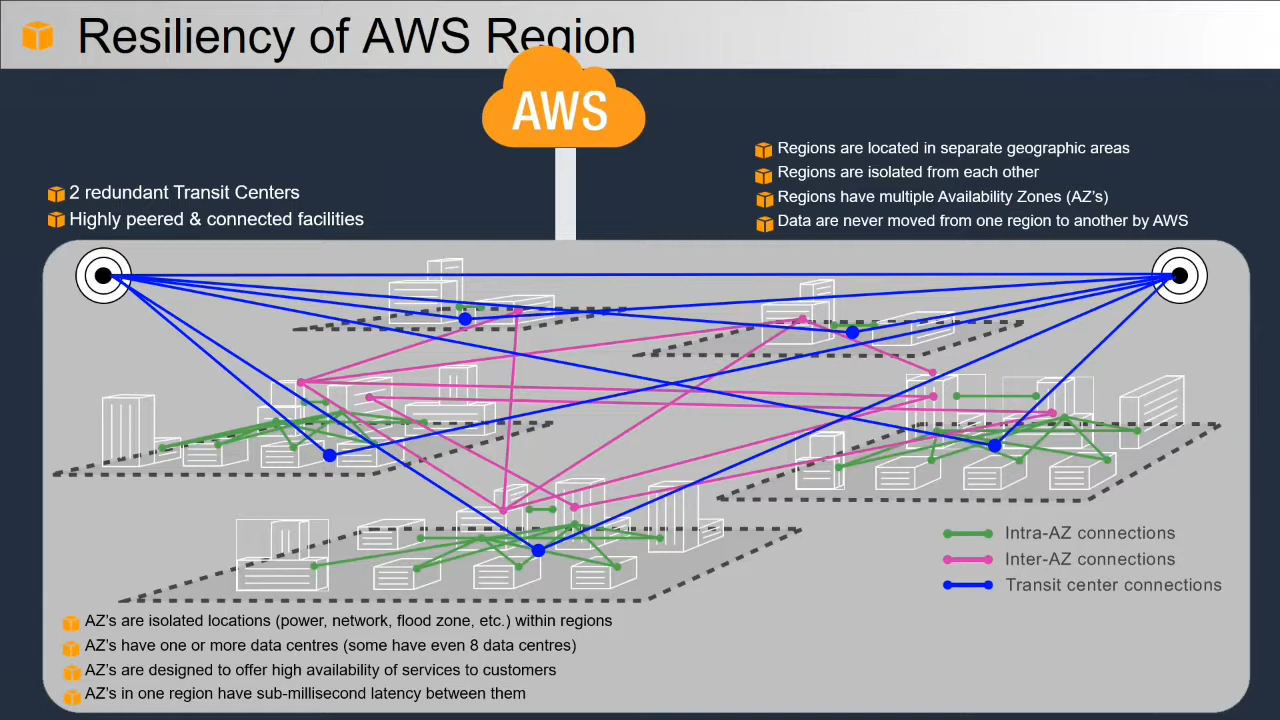 Resiliency of AWS Region
AWS
2 redundant Transit Centers
Highly peered & connected facilities
Regions are located in separate geographic areas
Regions are isolated from each other
Regions have multiple Availability Zones (AZ's)
Data are never moved from one region to another by AWS
Intra-AZ connections
Inter-AZ connections
Transit center connections
AZ's are isolated locations (power, network, flood zone, etc.) within regions
AZ's have one or more data centres (some have even 8 data centres)
AZ's are designed to offer high availability of services to customers
AZ's in one region have sub-millisecond latency between them